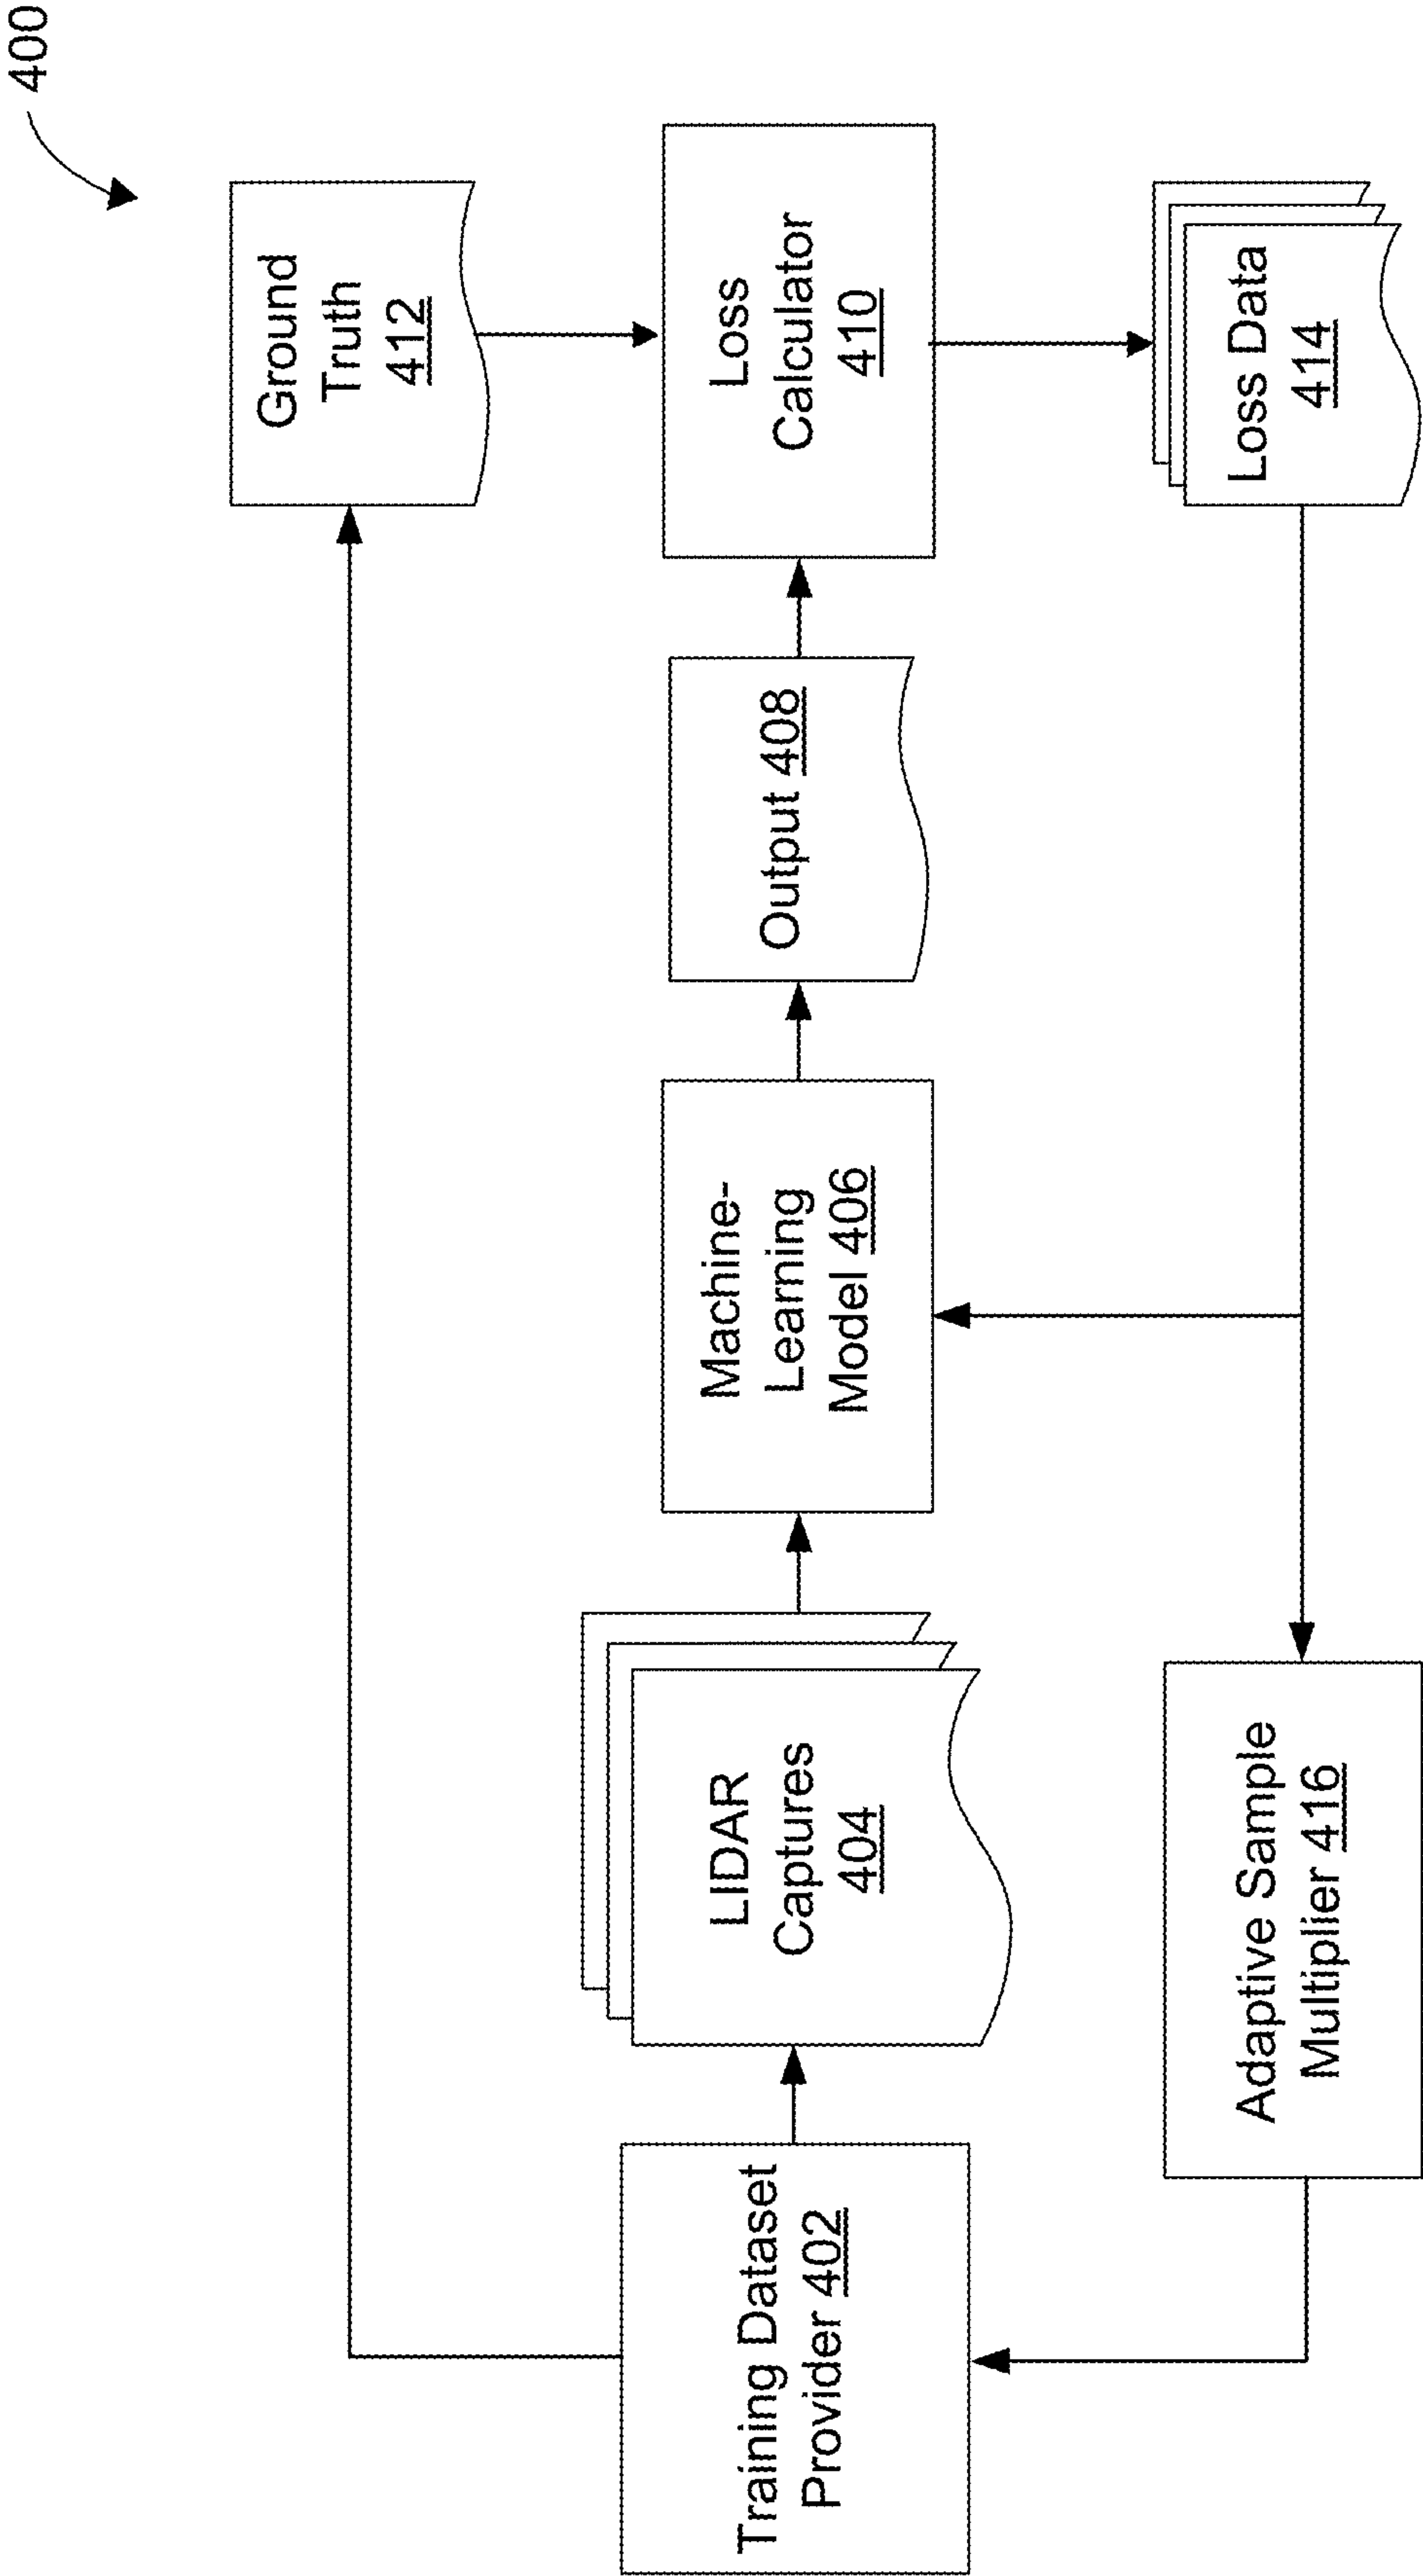 400
Ground
Truth
412
Training Dataset
Provider 402
LIDAR
Captures
404
Machine-
Learning
Model 406
Output 408
Loss
Calculator
410
Adaptive Sample
Multiplier 416
Loss Data
414